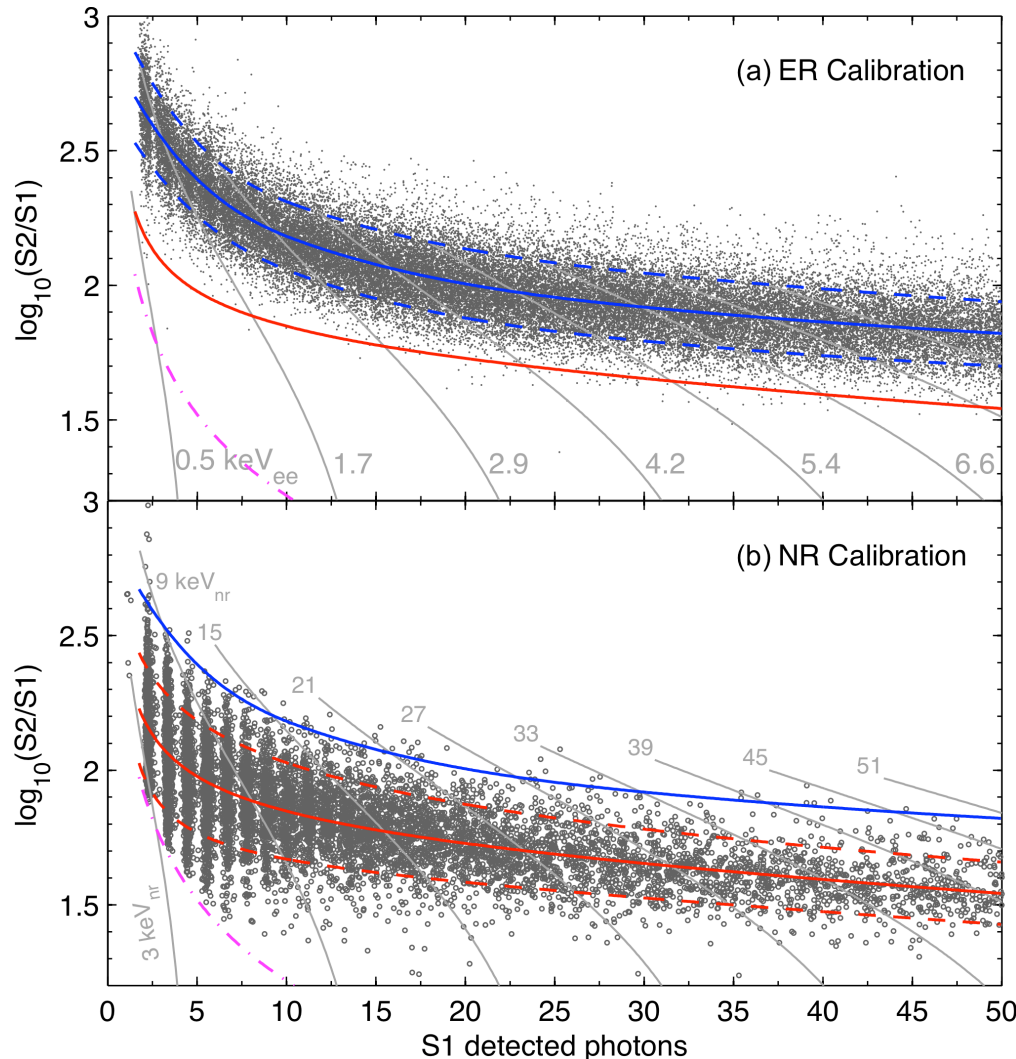 3
(a) ER Calibration
2.5
log10(S2/S1)
2
1.5
0.5 keVee
1.7
2.9
4.2
5.4
6.6
3
(b) NR Calibration
9 keVnr
15
2.5
21
27
33
39
45
51
log10(S2/S1)
2
1.5
3 keVnr
0 5 10 15 20 25 30 35 40 45 50
S1 detected photons